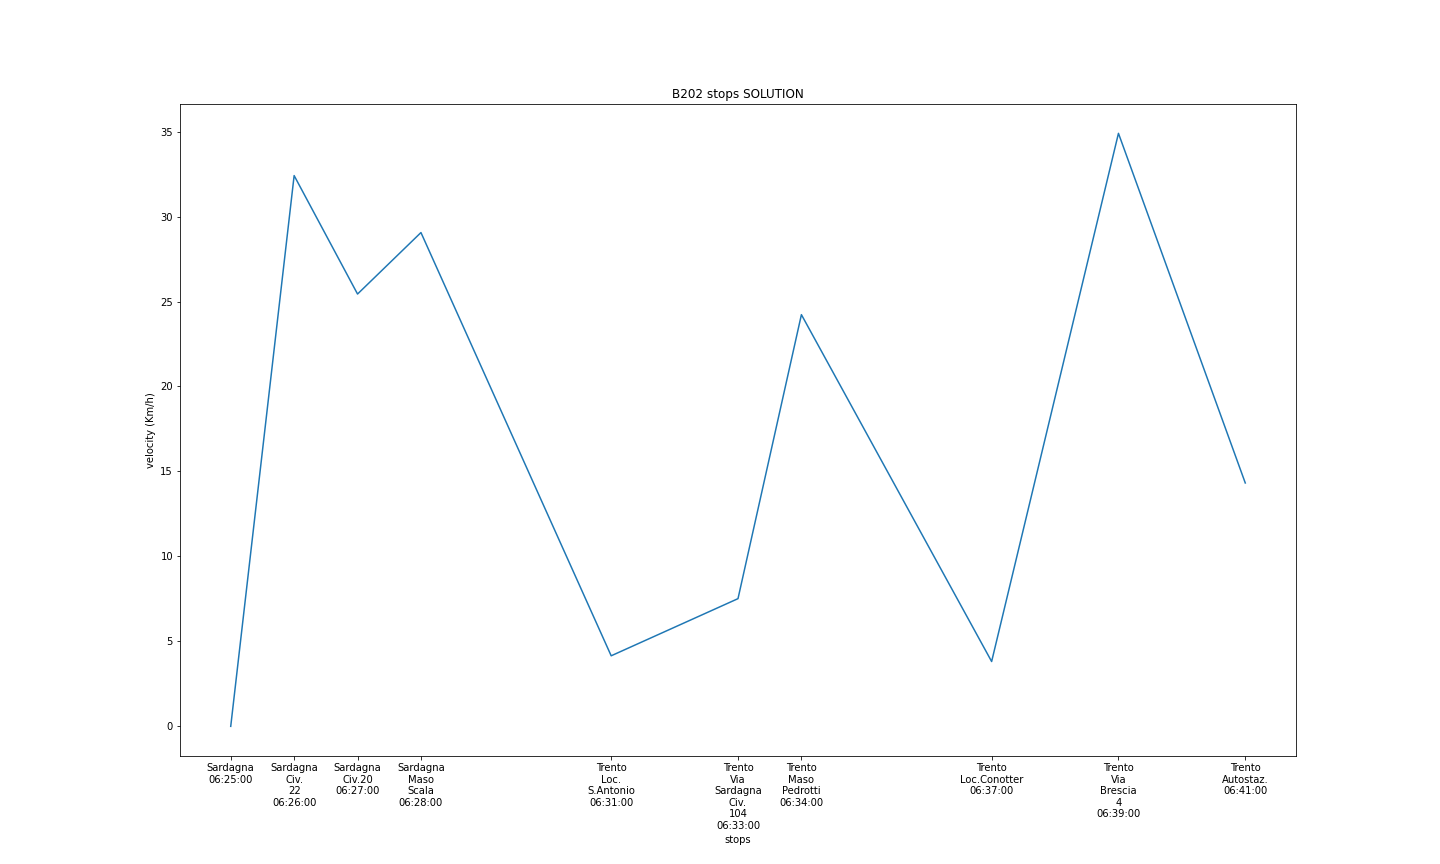 B202 stops SOLUTION
35
30
25
20
15
10
5
0
velocity (Km/h)
Sardagna
06:25:00
Sardagna
Civ.
22
06:26:00
Sardagna
Civ.20
06:27:00
Sardagna
Maso
Scala
06:28:00
Trento
Loc.
S.Antonio
06:31:00
Trento
Via
Sardagna
Civ.
104
06:33:00
Trento
Maso
Pedrotti
06:34:00
Trento
Loc.Conotter
06:37:00
Trento
Via
Brescia
4
06:39:00
Trento
Autostaz.
06:41:00
stops